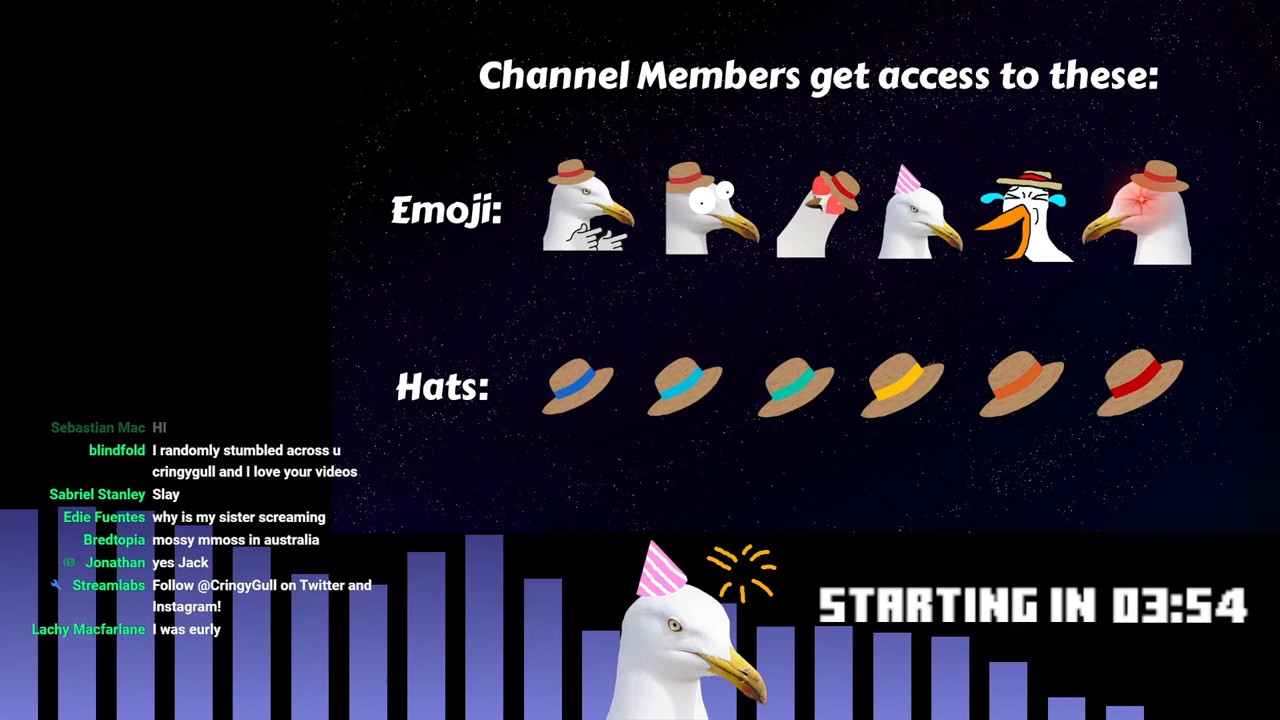 Channel Members get access to these:
Emoji:
Hats:
Sebastian Mac HI
blindfold I randomly stumbled across u
cringygull and I love your videos
Sabriel Stanley Slay
Edie Fuentes why is my sister screaming
Bredtopia mossy mmoss in australia
Jonathan yes Jack
Streamlabs Follow @CringyGull on Twitter and
Instagram!
Lachy Macfarlane I was eurly
STARTING IN 03:54